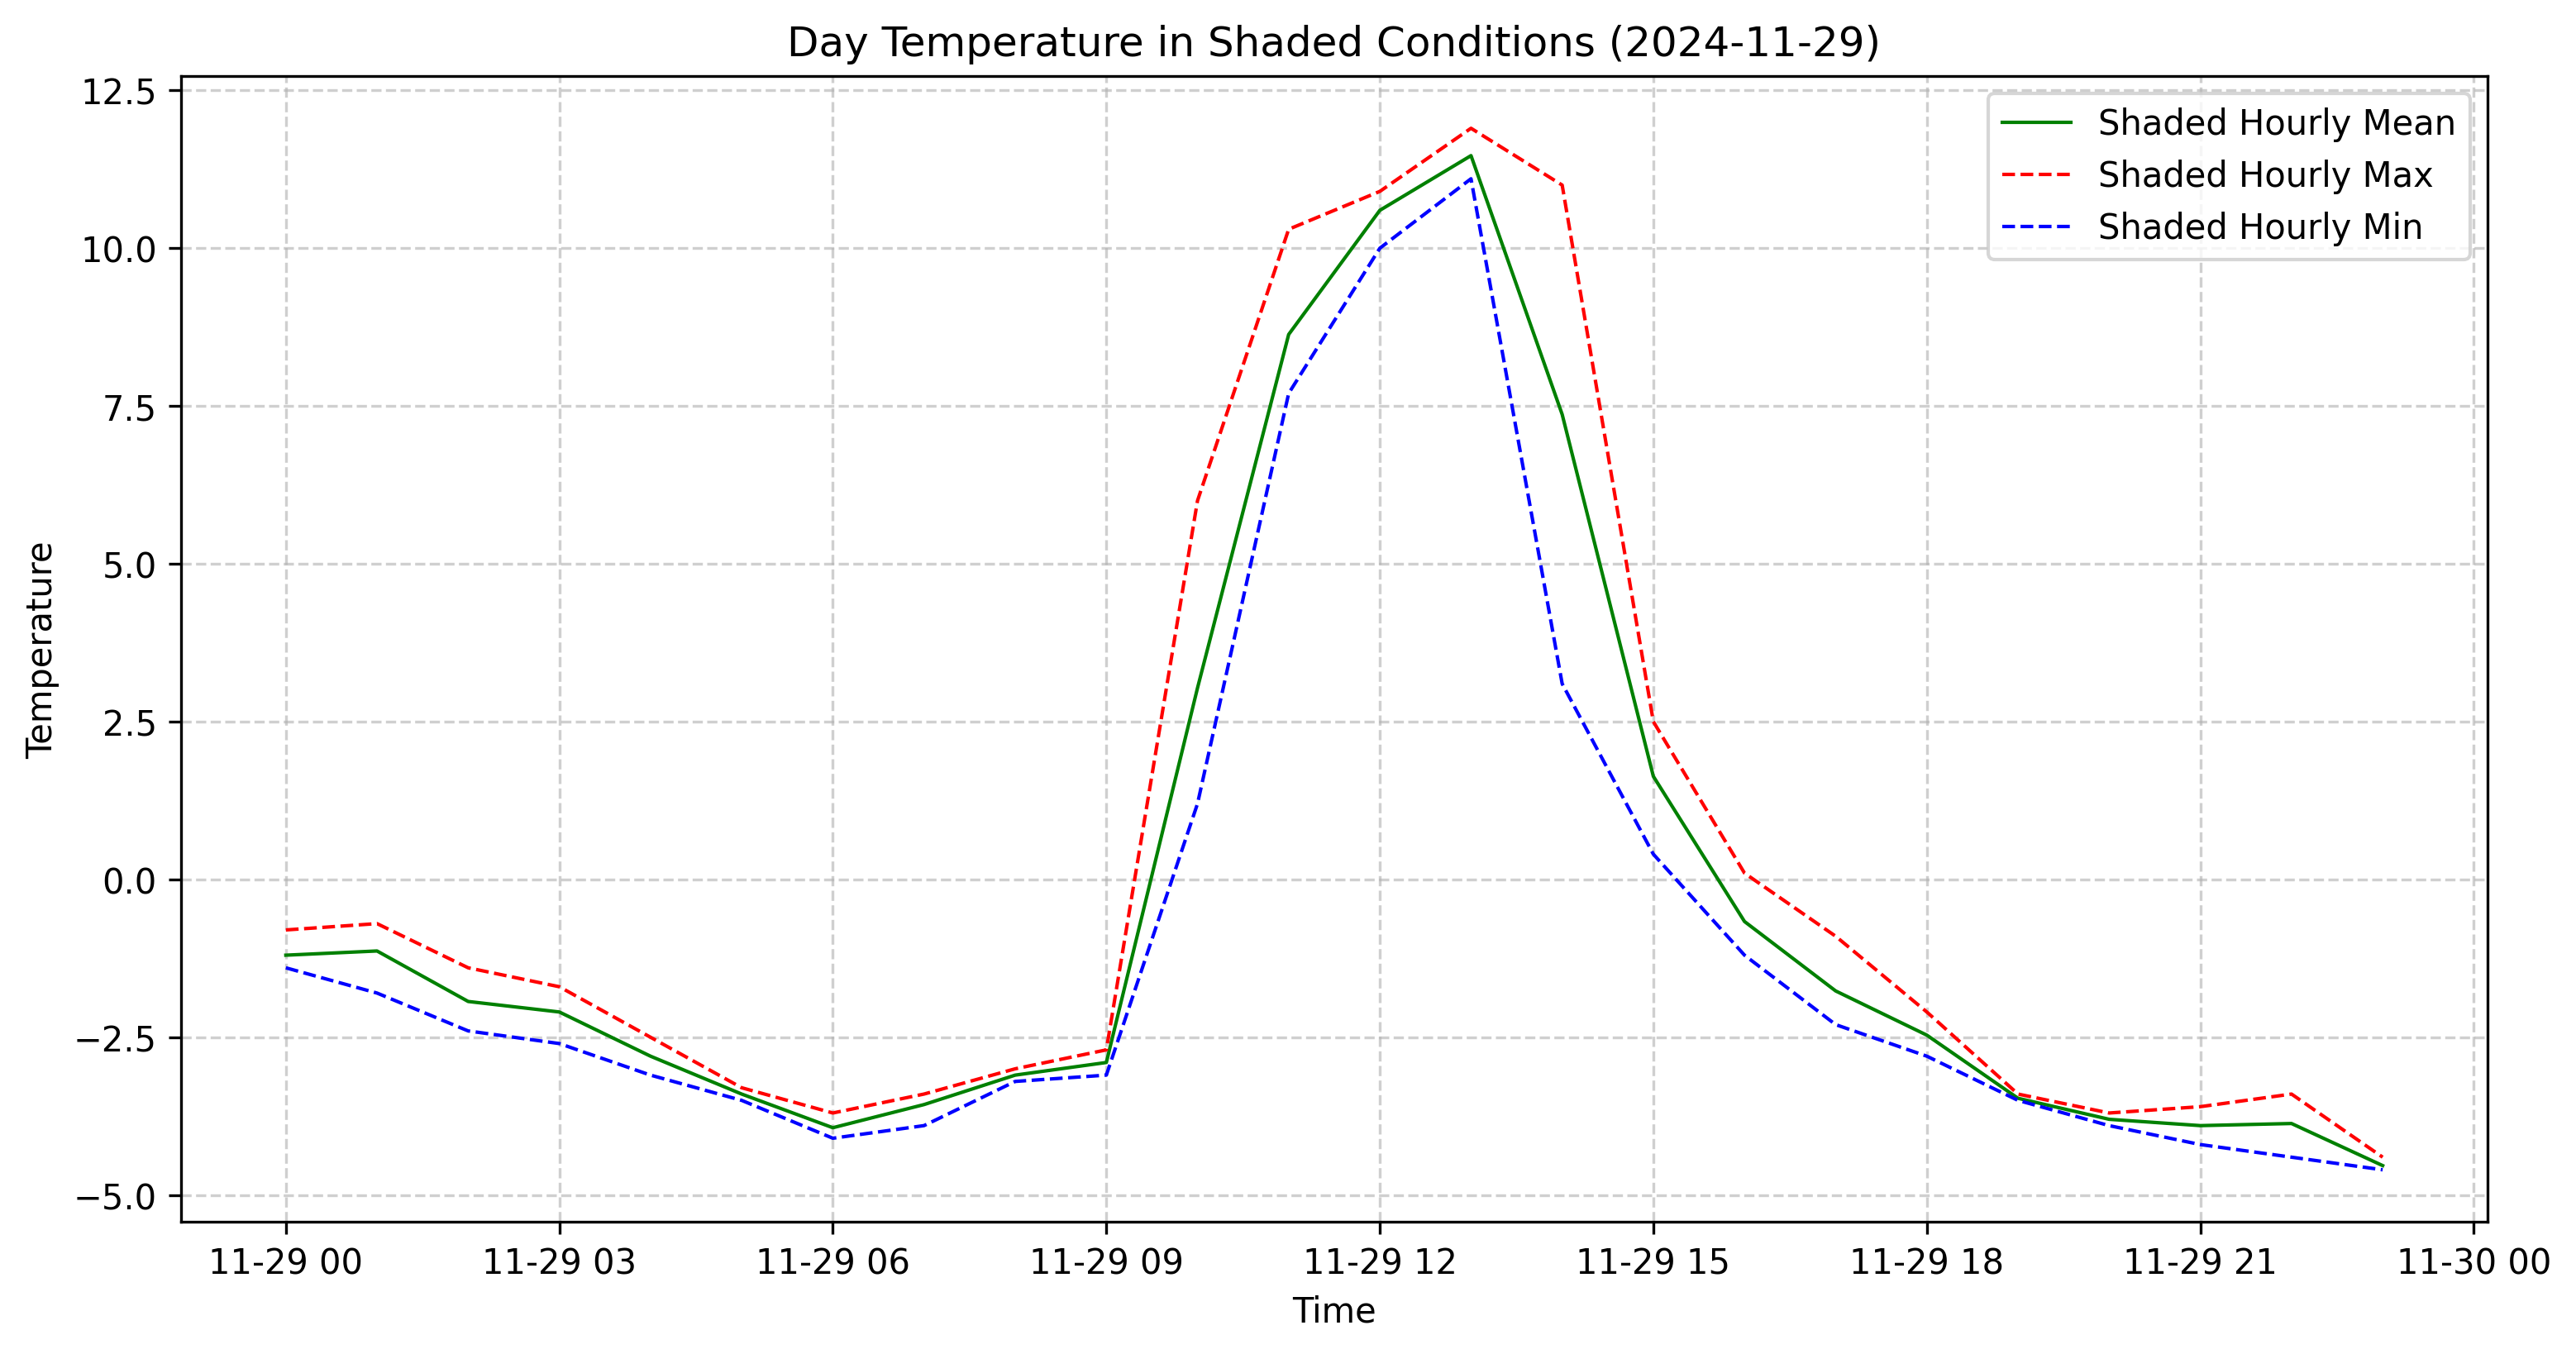 Day Temperature in Shaded Conditions (2024-11-29)
12.5
10.0
7.5
5.0
2.5
0.0
−2.5
−5.0
Temperature
Shaded Hourly Mean
Shaded Hourly Max
Shaded Hourly Min
11-29 00 11-29 03 11-29 06 11-29 09 11-29 12 11-29 15 11-29 18 11-29 21 11-30 00
Time